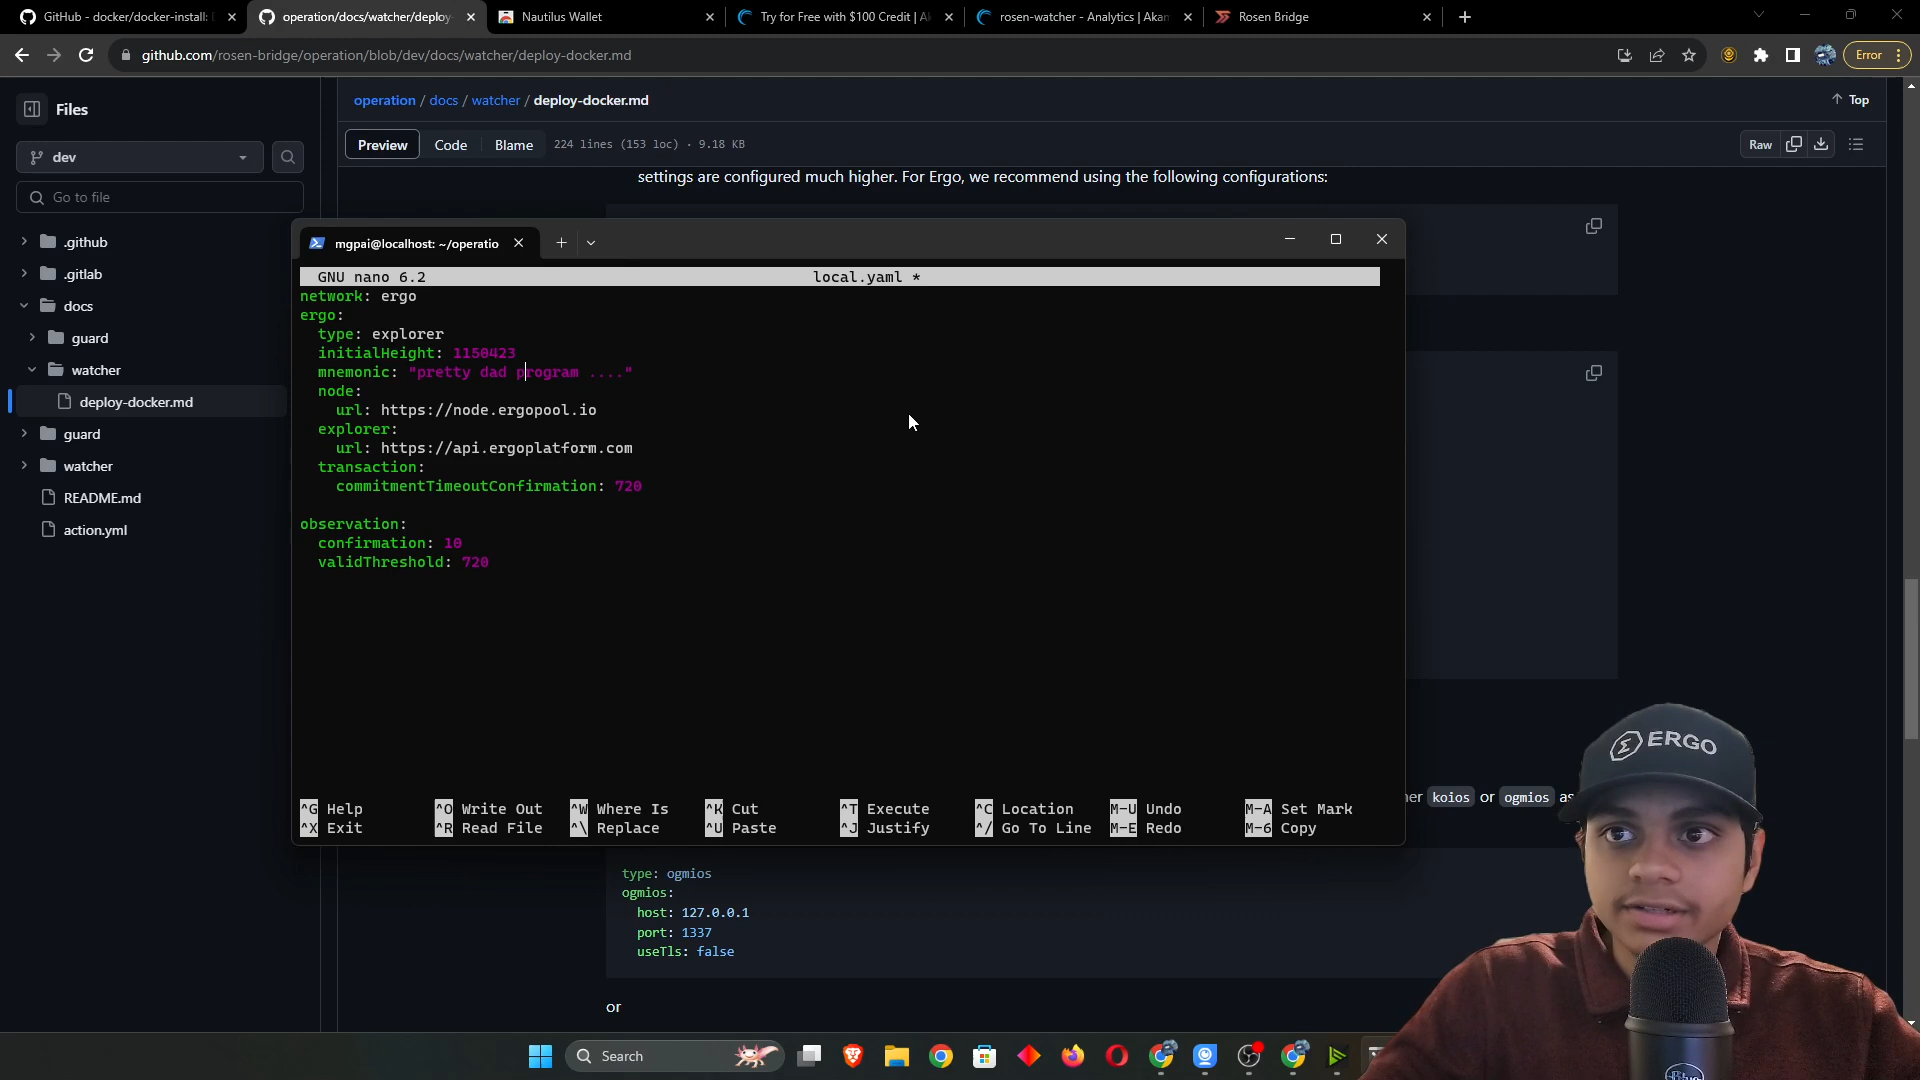 GitHub - docker/docker-install:
operation/docs/watcher/deploy-
Nautilus Wallet
Try for Free with $100 Credit | Ak
rosen-watcher - Analytics | Akam
Rosen Bridge
github.com/rosen-bridge/operation/blob/dev/docs/watcher/deploy-docker.md
Error
Files
operation / docs / watcher / deploy-docker.md
Top
dev
Preview
Code
Blame
224 lines (153 loc) · 9.18 KB
Raw
Go to file
settings are configured much higher. For Ergo, we recommend using the following configurations:
.github
.gitlab
docs
guard
watcher
deploy-docker.md
guard
watcher
README.md
action.yml
mgpai@localhost: ~/operatio
GNU nano 6.2
local.yaml *
network: ergo
ergo:
type: explorer
initialHeight: 1150423
mnemonic: "pretty dad program ...."
node:
url: https://node.ergopool.io
explorer:
url: https://api.ergoplatform.com
transaction:
commitmentTimeoutConfirmation: 720
observation:
confirmation: 10
validThreshold: 720
^G Help
^O Write Out
^W Where Is
^K Cut
^T Execute
^C Location
M-U Undo
M-A Set Mark
^X Exit
^R Read File
^\ Replace
^U Paste
^J Justify
^/ Go To Line
M-E Redo
M-6 Copy
koios or ogmios as
type: ogmios
ogmios:
host: 127.0.0.1
port: 1337
useTls: false
or
ERGO
Search
Blue